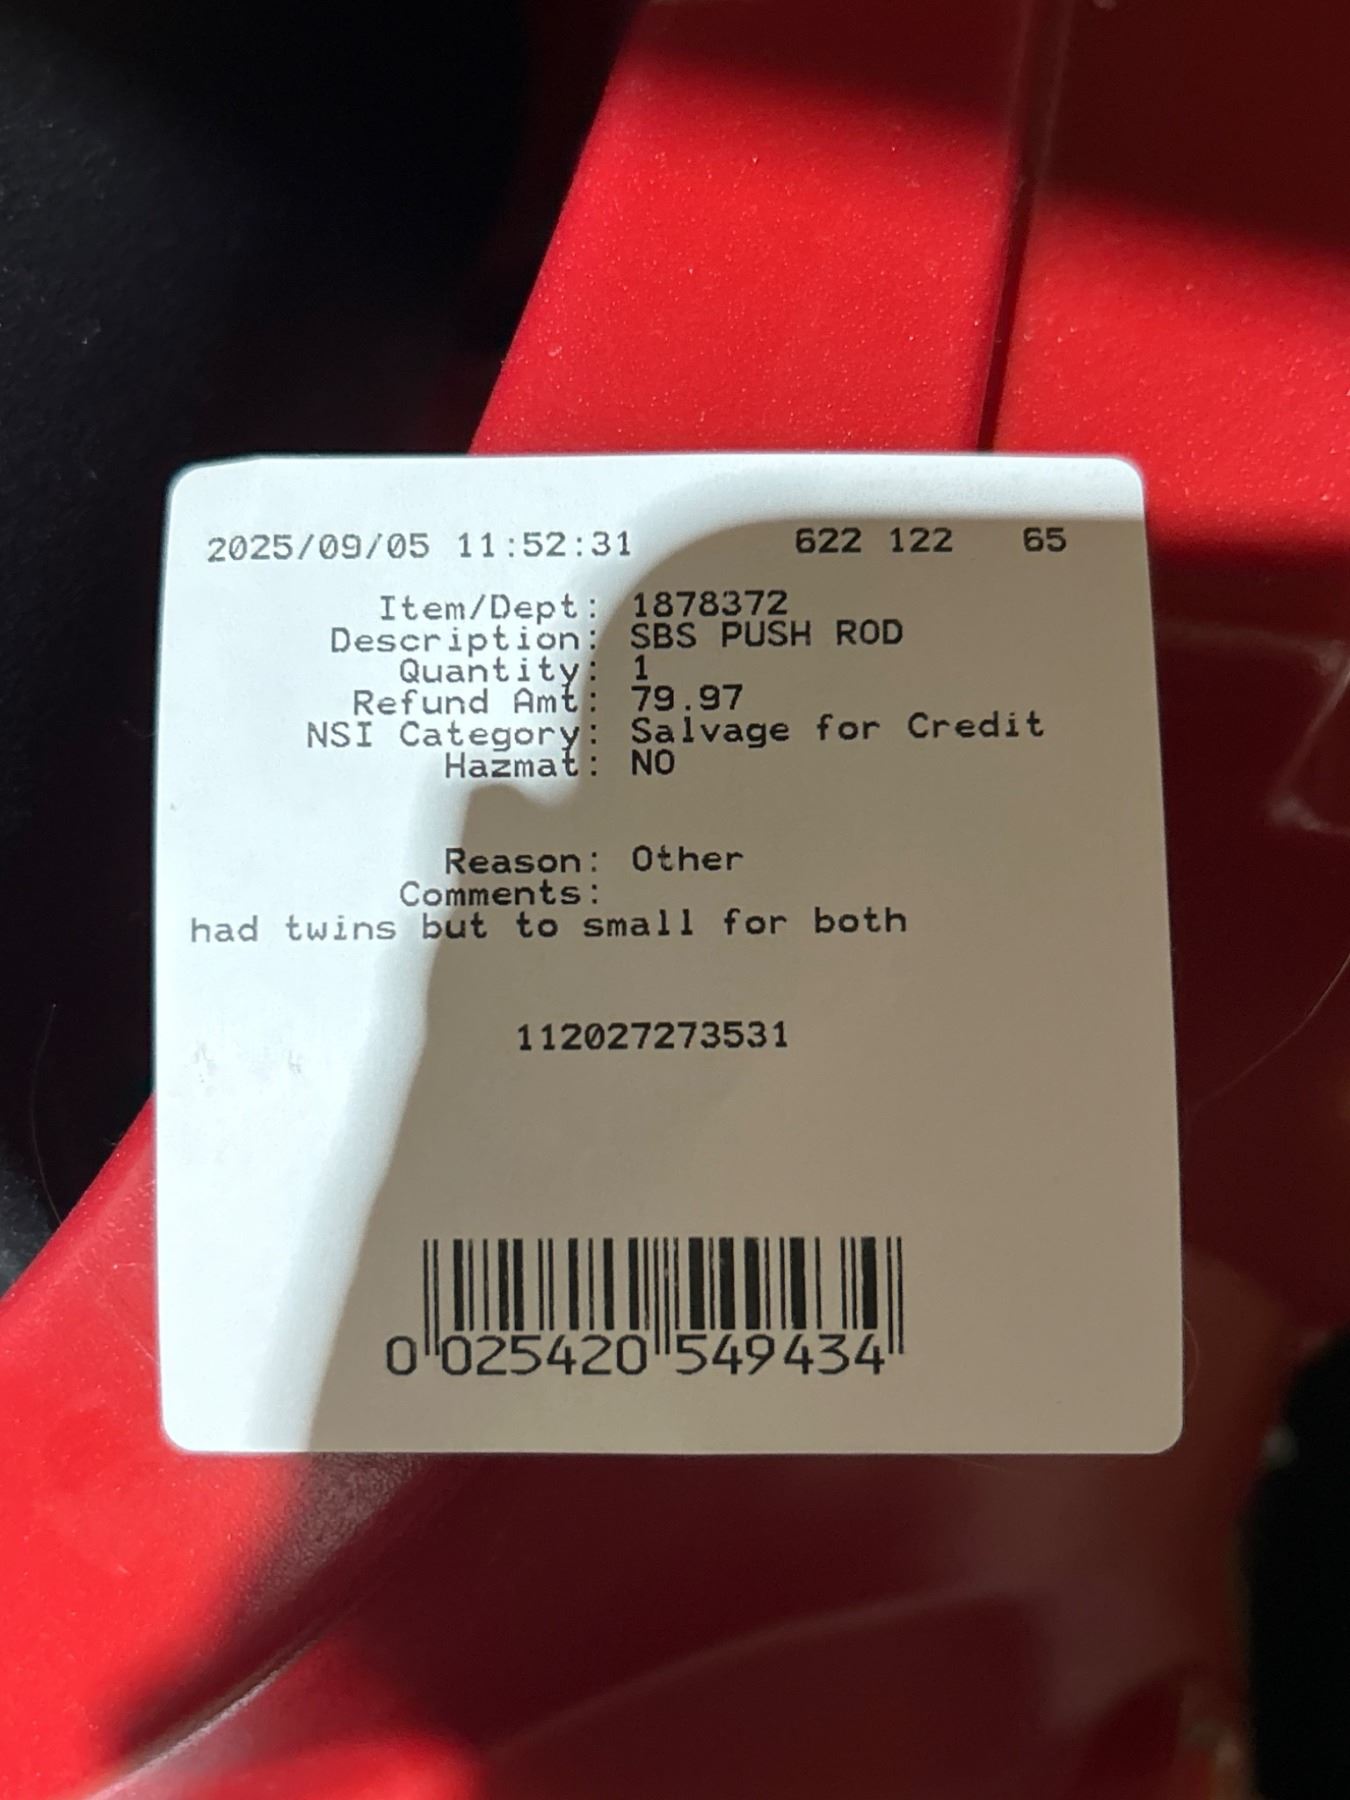 2025/09/05 11:52:31 622 122 65
Item/Dept: 1878372
Description: SBS PUSH ROD
Quantity: 1
Refund Amt: 79.97
NSI Category: Salvage for Credit
Hazmat: NO
Reason: Other
Comments:
had twins but to small for both
112027273531
0 025420 549434